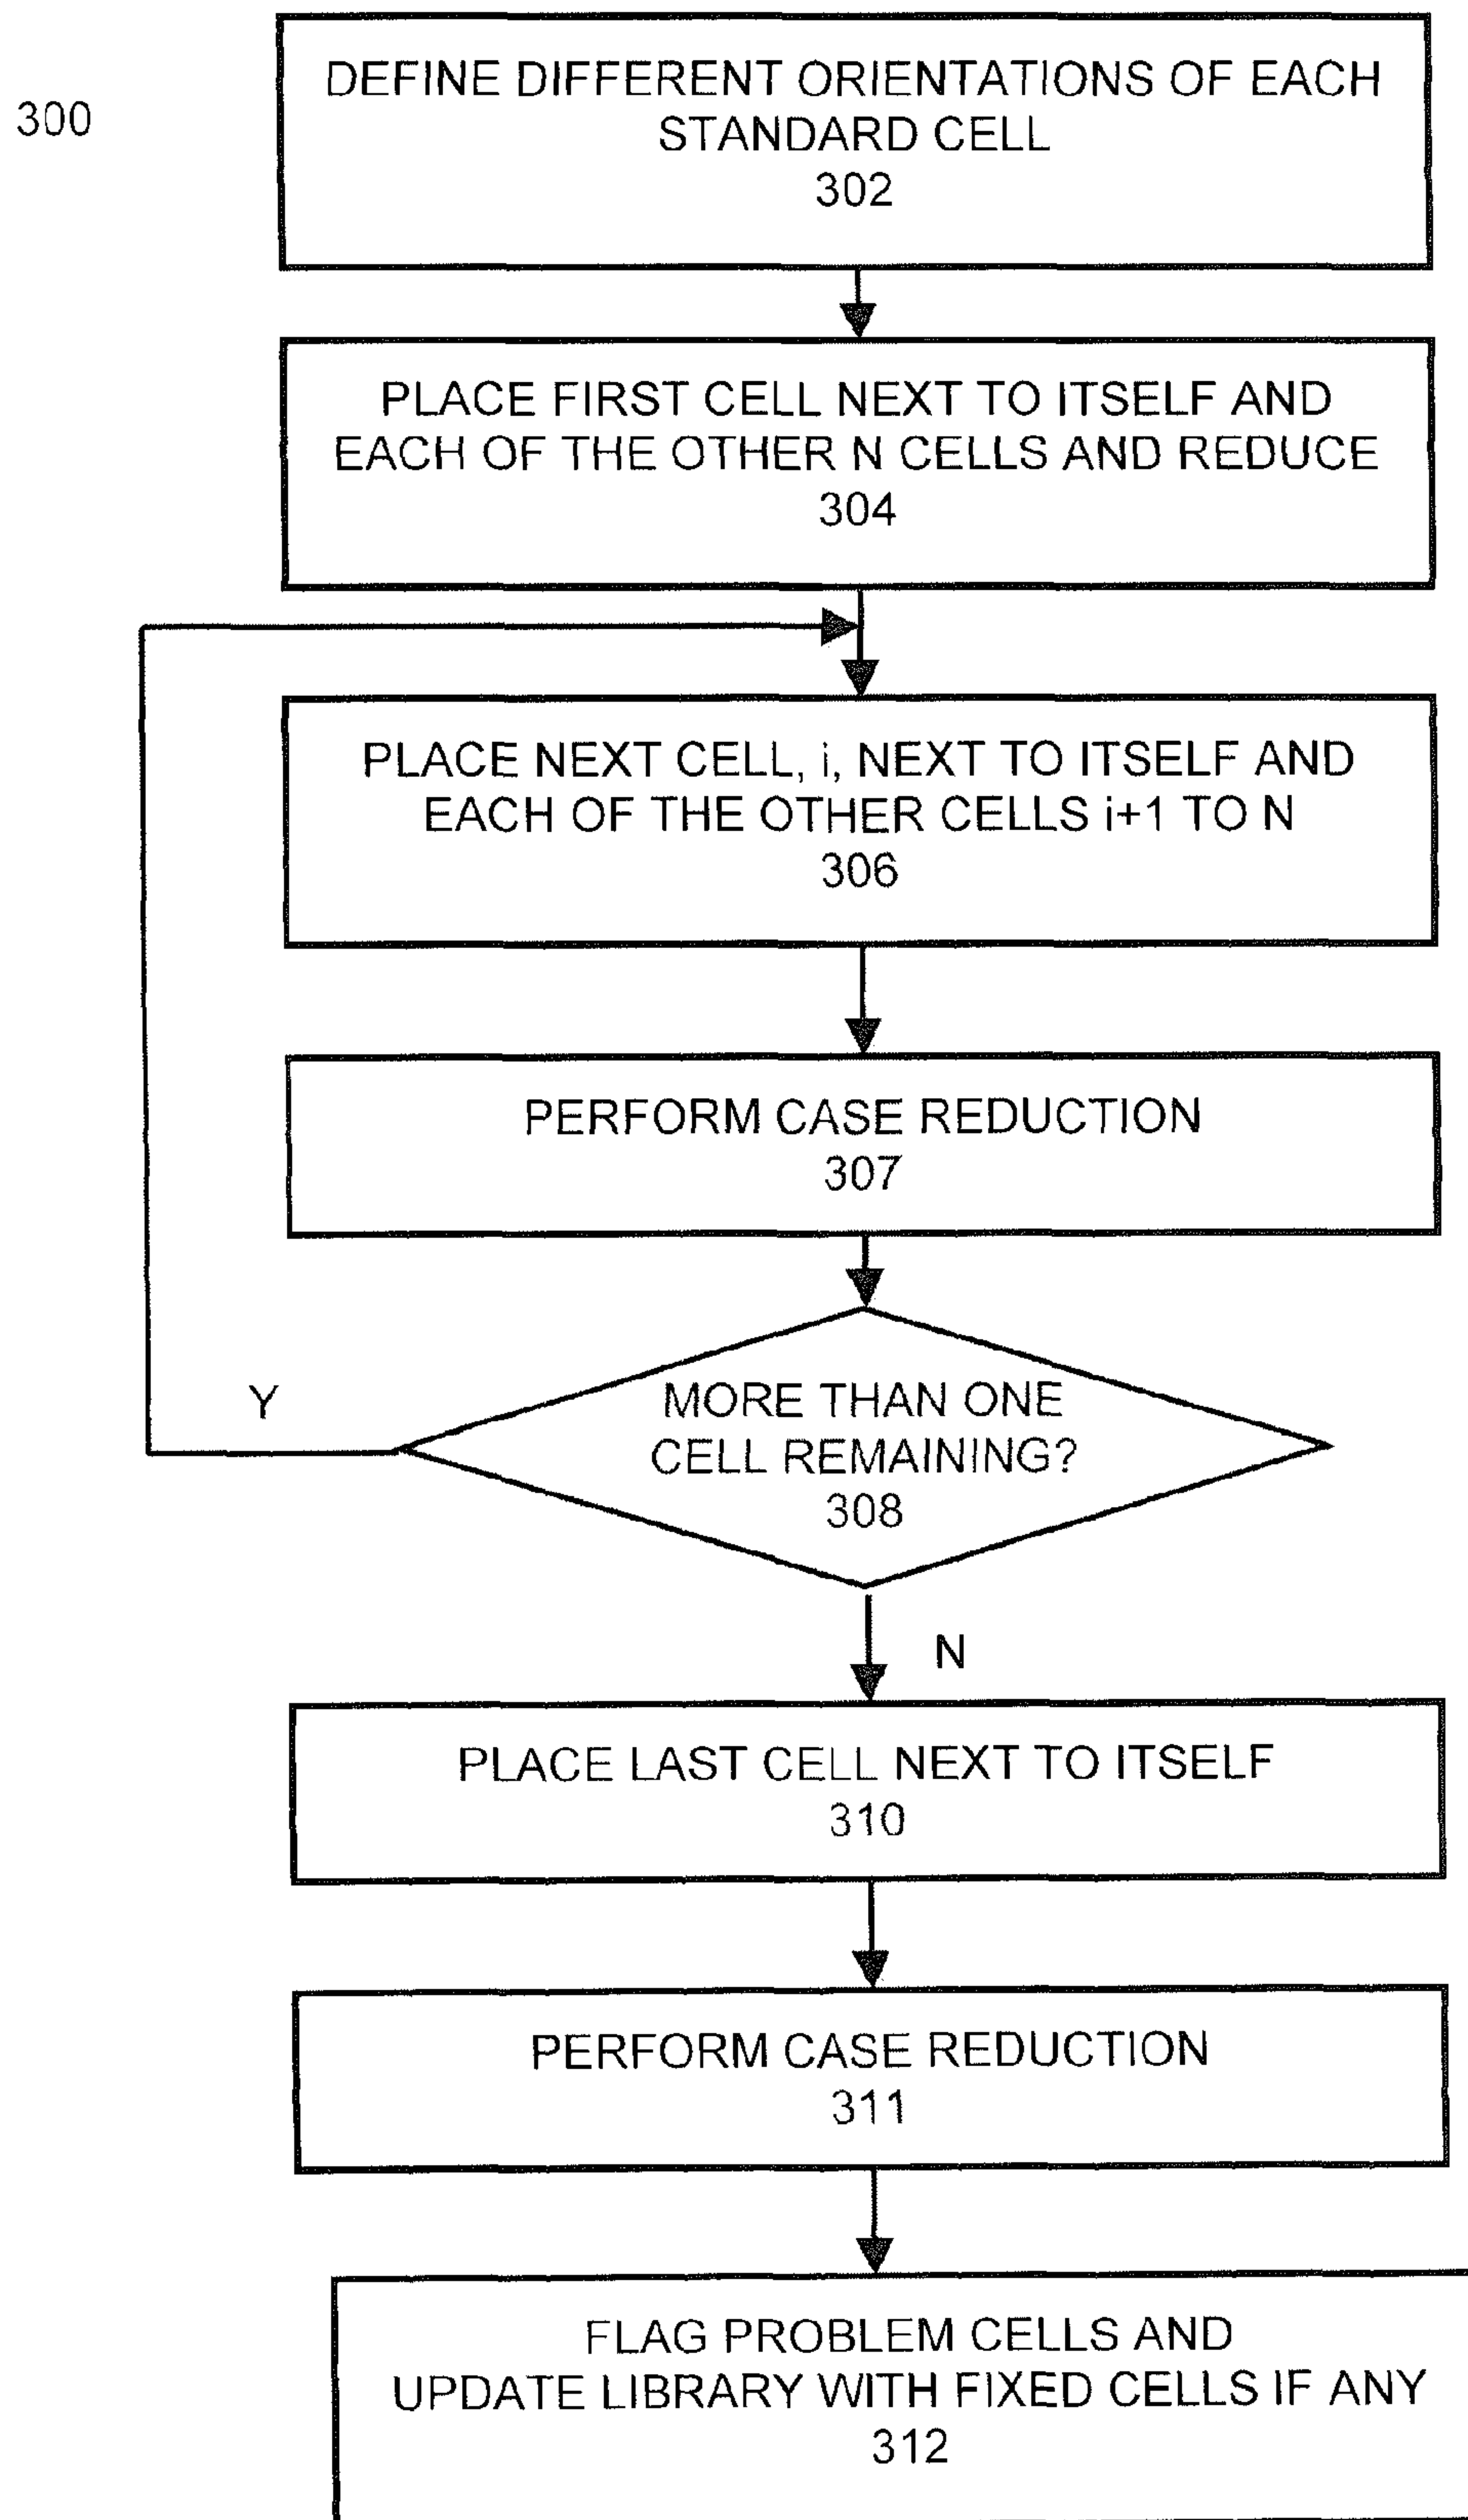 300
DEFINE DIFFERENT ORIENTATIONS OF EACH
STANDARD CELL
302
PLACE FIRST CELL NEXT TO ITSELF AND
EACH OF THE OTHER N CELLS AND REDUCE
304
PLACE NEXT CELL, i, NEXT TO ITSELF AND
EACH OF THE OTHER CELLS i+1 TO N
306
PERFORM CASE REDUCTION
307
MORE THAN ONE
CELL REMAINING?
308
Y
N
PLACE LAST CELL NEXT TO ITSELF
310
PERFORM CASE REDUCTION
311
FLAG PROBLEM CELLS AND
UPDATE LIBRARY WITH FIXED CELLS IF ANY
312